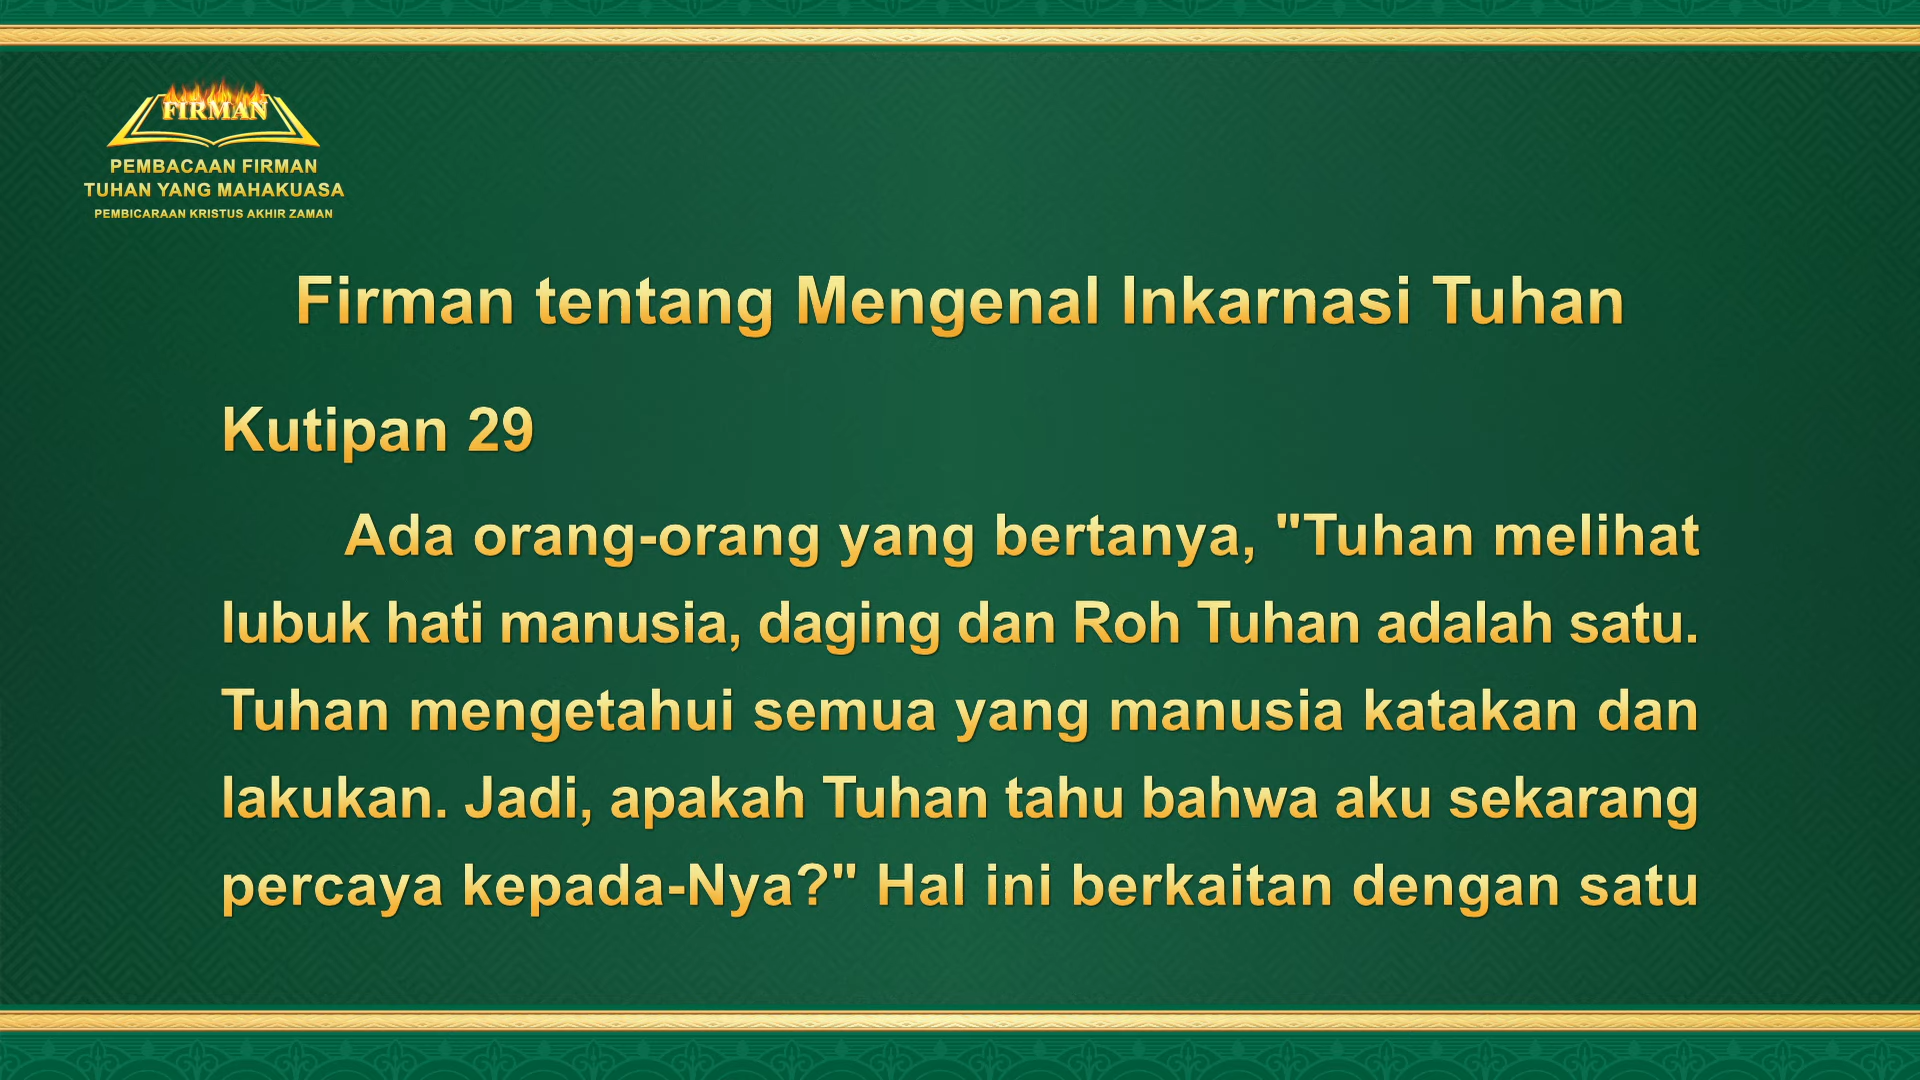 FIRMAN
PEMBACAAN FIRMAN
TUHAN YANG MAHAKUASA
PEMBICARAAN KRISTUS AKHIR ZAMAN
Firman tentang Mengenal Inkarnasi Tuhan
Kutipan 29
Ada orang-orang yang bertanya, "Tuhan melihat
lubuk hati manusia, daging dan Roh Tuhan adalah satu.
Tuhan mengetahui semua yang manusia katakan dan
lakukan. Jadi, apakah Tuhan tahu bahwa aku sekarang
percaya kepada-Nya?" Hal ini berkaitan dengan satu